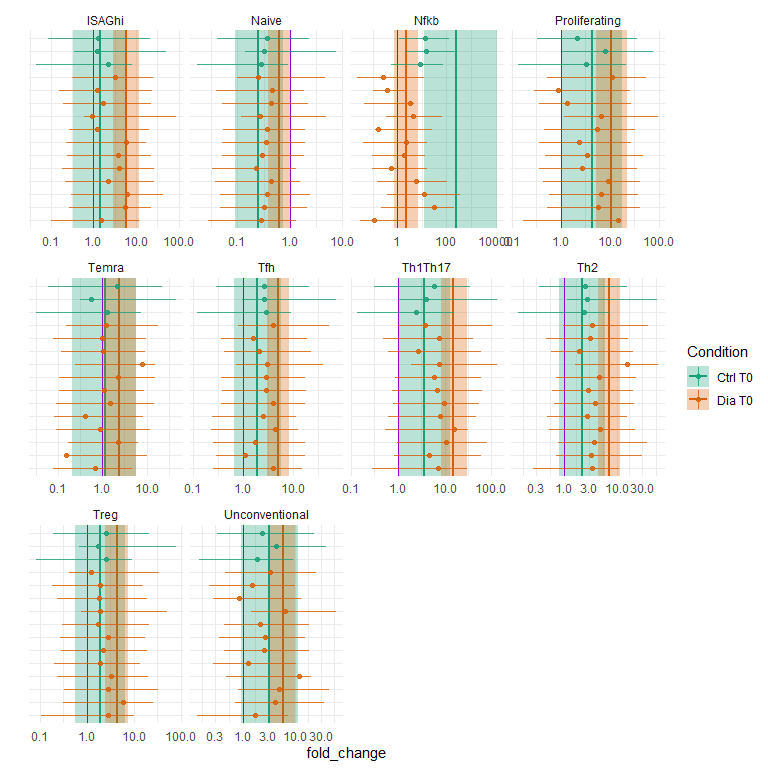 ISAGhi Naive Nfkb Proliferating
0.1 1.0 10.0 100.0 0.1 1.0 10.0 1 100 10000 0.1 1.0 10.0 100.0
Temra Tfh Th1Th17 Th2
0.1 1.0 10.0 0.1 1.0 10.0 0.1 1.0 10.0 100.0 0.3 1.0 3.0 10.0 30.0
Condition
Ctrl T0
Dia T0
Treg Unconventional
0.1 1.0 10.0 100.0 0.3 1.0 3.0 10.0 30.0
fold_change